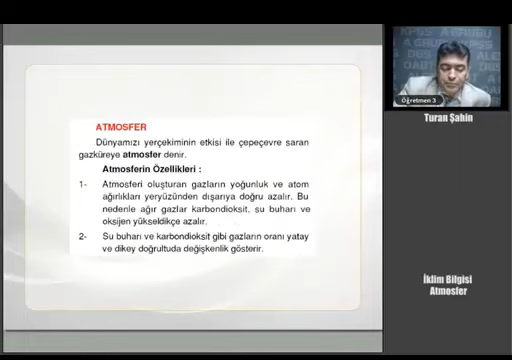 ATMOSFER
Dünyamızı yerçekiminin etkisi ile çepeçevre saran
gazküreye atmosfer denir.
Atmosferin Özellikleri :
1- Atmosferi oluşturan gazların yoğunluk ve atom
ağırlıkları yeryüzünden dışarıya doğru azalır. Bu
nedenle ağır gazlar karbondioksit, su buharı ve
oksijen yükseldikçe azalır.
2- Su buharı ve karbondioksit gibi gazların oranı yatay
ve dikey doğrultuda değişkenlik gösterir.
Öğretmen 3
Turan Şahin
İklim Bilgisi
Atmosfer